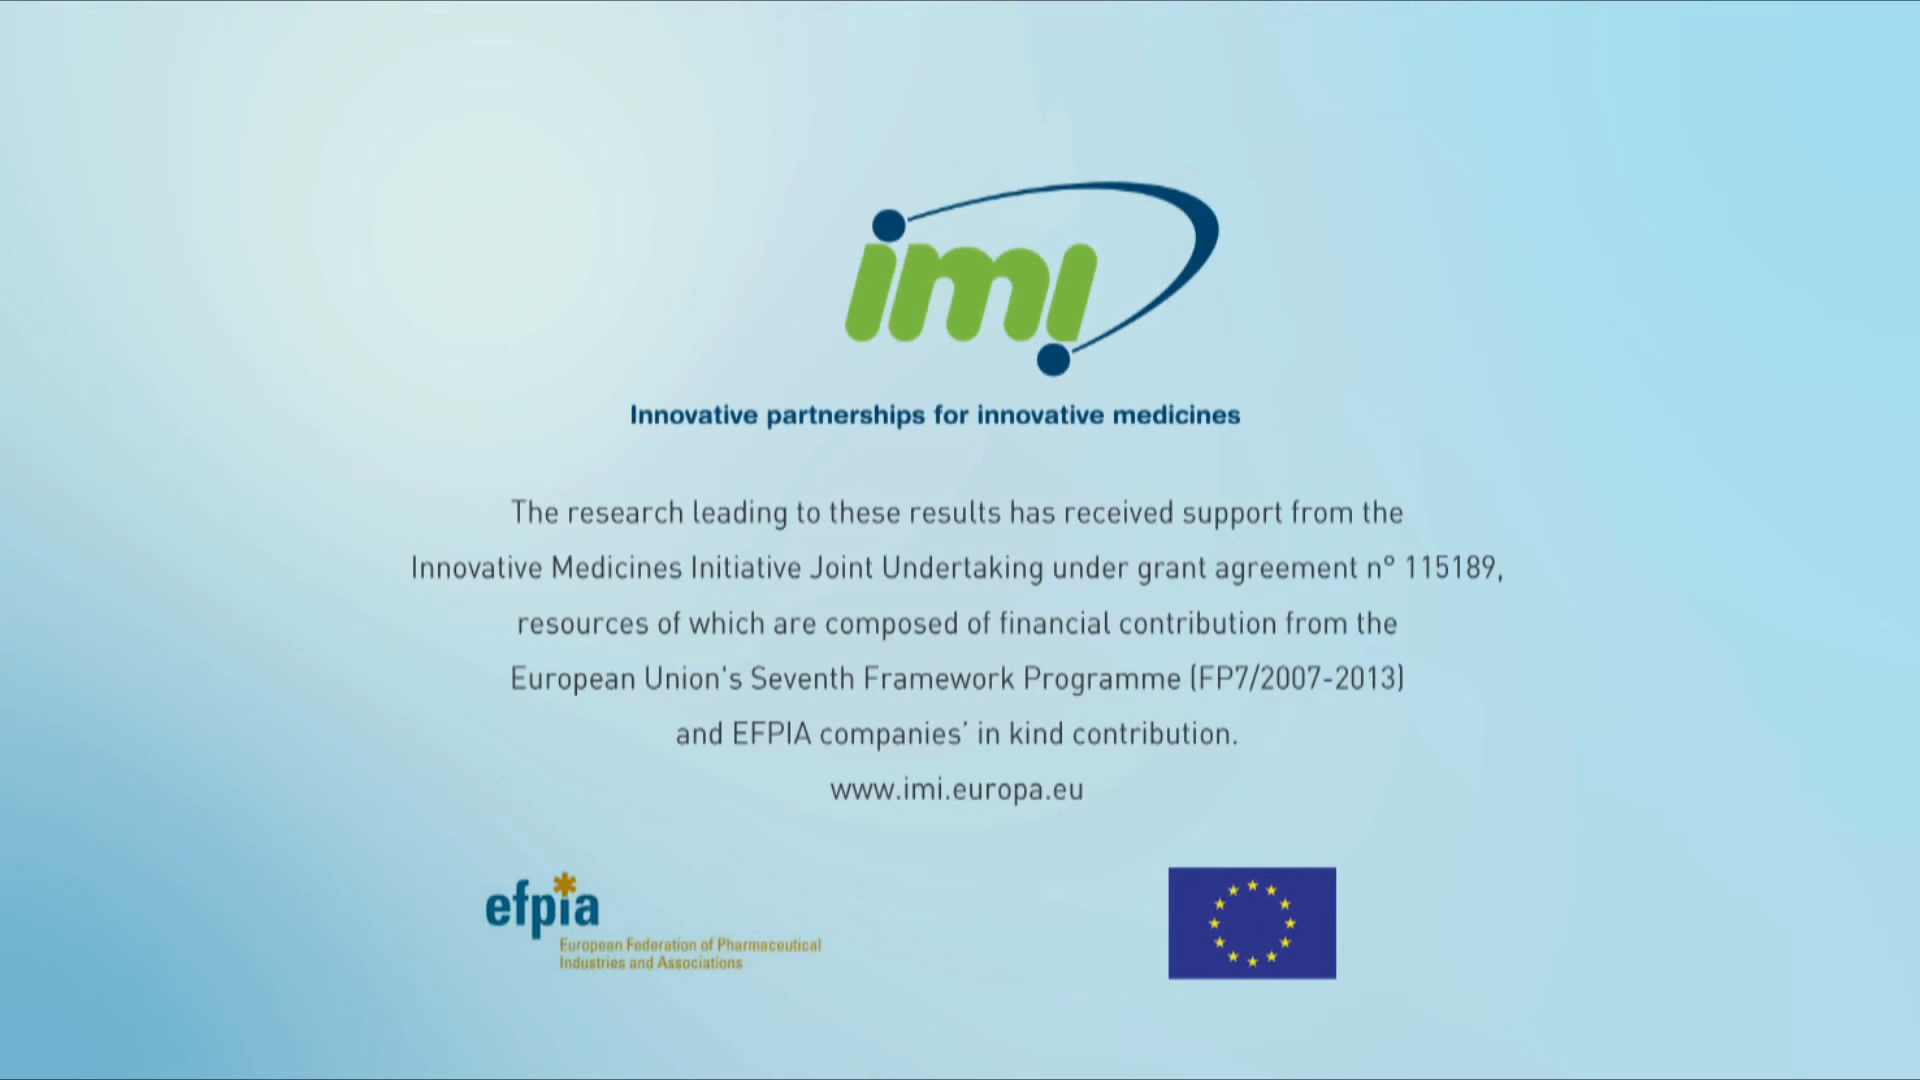 imi
Innovative partnerships for innovative medicines
The research leading to these results has received support from the
Innovative Medicines Initiative Joint Undertaking under grant agreement n° 115189,
resources of which are composed of financial contribution from the
European Union's Seventh Framework Programme (FP7/2007-2013)
and EFPIA companies’ in kind contribution.
www.imi.europa.eu
efpia
European Federation of Pharmaceutical
Industries and Associations